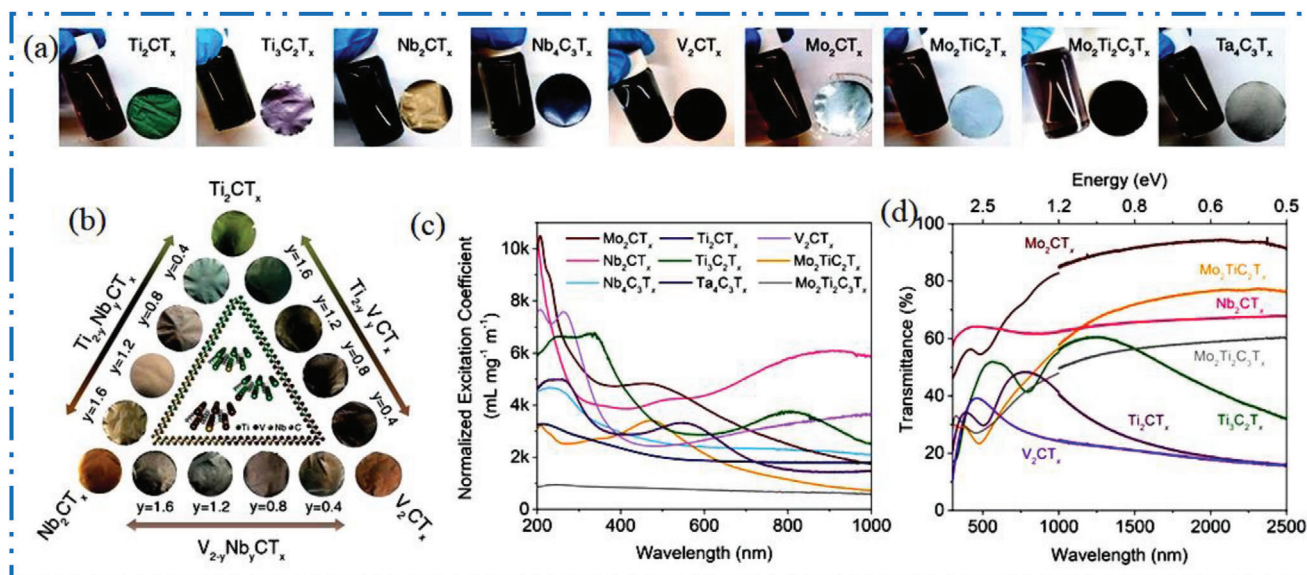 (a)
Ti₂CTₓ
Ti₃C₂Tₓ
Nb₂CTₓ
Nb₄C₃Tₓ
V₂CTₓ
Mo₂CTₓ
Mo₂TiC₂Tₓ
Mo₂Ti₂C₃Tₓ
Ta₄C₃Tₓ
(b)
Ti₂CTₓ
Ti₂₋yNbyCTₓ
y=0.4
y=0.8
y=1.2
y=1.6
Ti₂₋yVyCTₓ
y=1.6
y=1.2
y=0.8
y=0.4
Ti V Nb C
Nb₂CTₓ
V₂CTₓ
y=1.6 y=1.2 y=0.8 y=0.4
V₂₋yNbyCTₓ
(c)
Normalized Excitation Coefficient
(mL mg⁻¹ m⁻¹)
10k
8k
6k
4k
2k
0
Mo₂CTₓ Ti₂CTₓ V₂CTₓ
Nb₂CTₓ Ti₃C₂Tₓ Mo₂TiC₂Tₓ
Nb₄C₃Tₓ Ta₄C₃Tₓ Mo₂Ti₂C₃Tₓ
200 400 600 800 1000
Wavelength (nm)
(d)
Energy (eV)
2.5 1.2 0.8 0.6 0.5
Transmittance (%)
100
80
60
40
20
0
Mo₂CTₓ
Mo₂TiC₂Tₓ
Nb₂CTₓ
Mo₂Ti₂C₃Tₓ
Ti₂CTₓ
Ti₃C₂Tₓ
V₂CTₓ
500 1000 1500 2000 2500
Wavelength (nm)